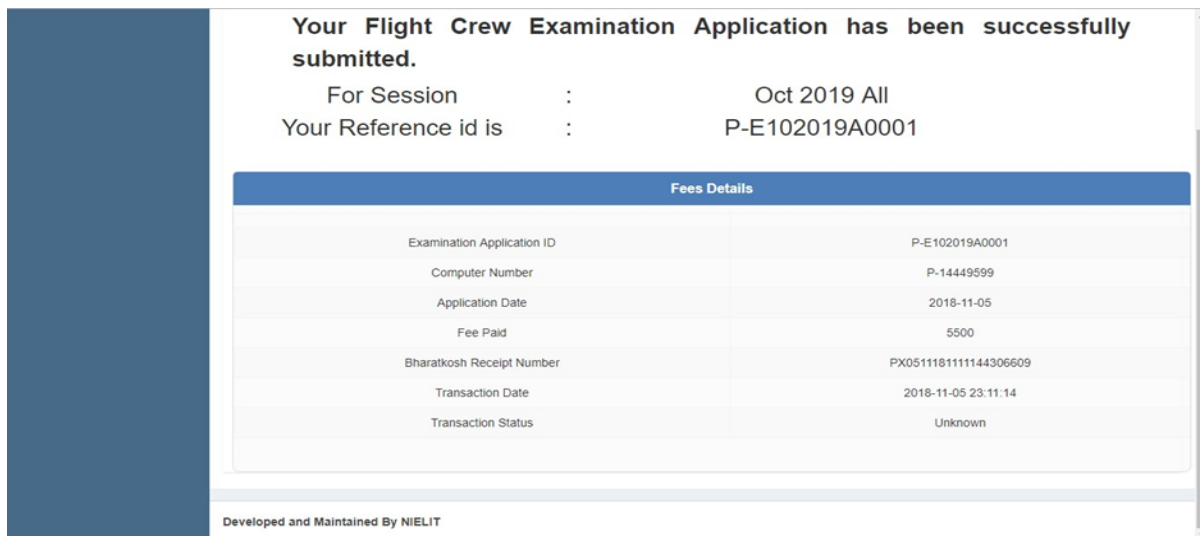 Your Flight Crew Examination Application has been successfully
submitted.
For Session : Oct 2019 All
Your Reference id is : P-E102019A0001
Fees Details
Examination Application ID P-E102019A0001
Computer Number P-14449599
Application Date 2018-11-05
Fee Paid 5500
Bharatkosh Receipt Number PX0511181111144306609
Transaction Date 2018-11-05 23:11:14
Transaction Status Unknown
Developed and Maintained By NIELIT